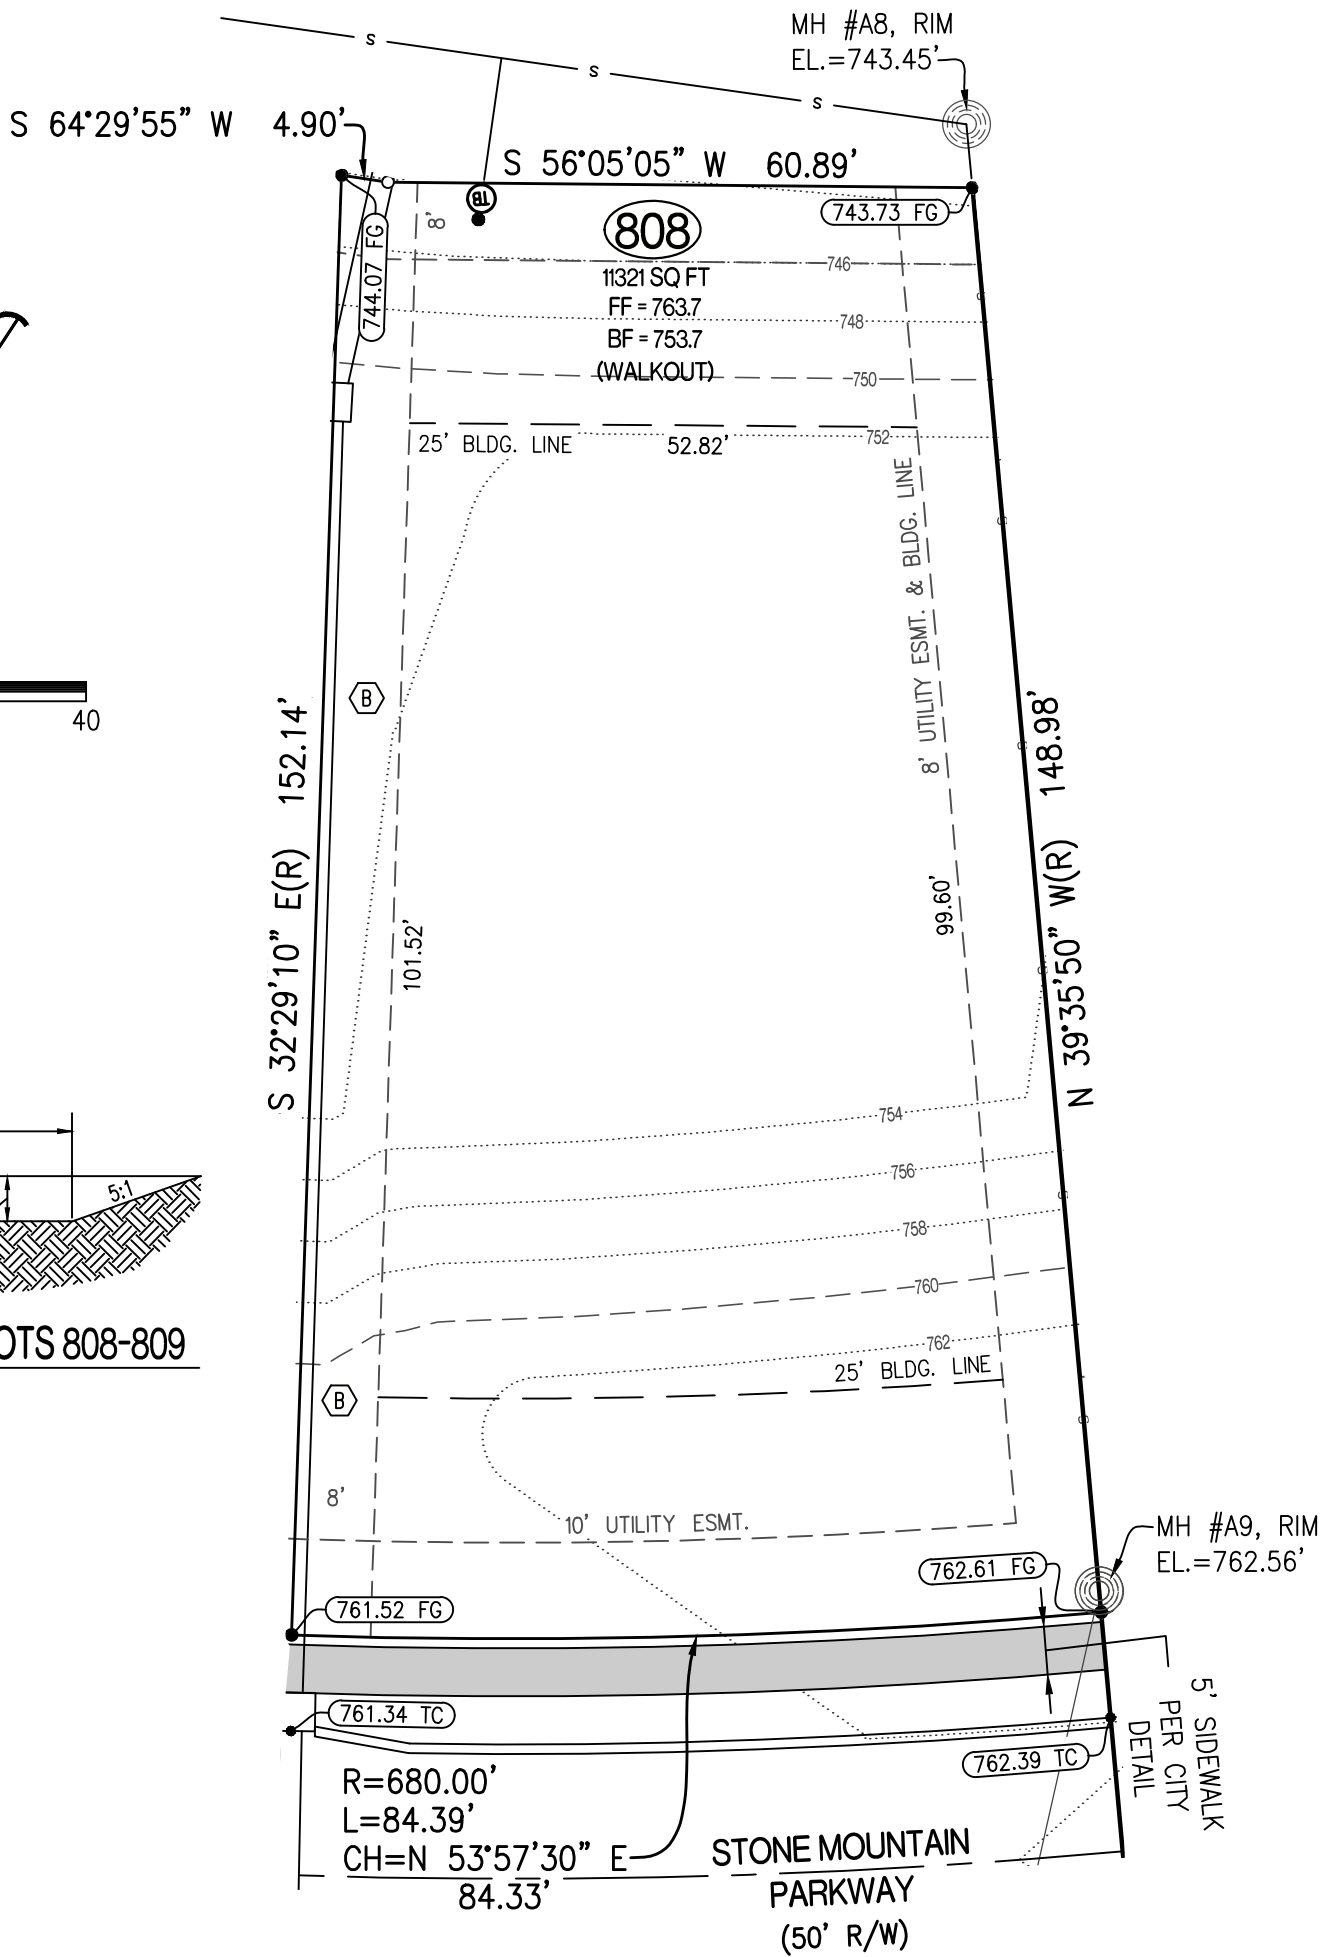 MH #A8, RIM
EL.=743.45'
s
s
s
S 64°29'55" W 4.90'
S 56°05'05" W 60.89'
TB
8'
808
743.73 FG
744.07 FG
11321 SQ FT
FF = 763.7
BF = 753.7
(WALKOUT)
746
748
750
752
25' BLDG. LINE
52.82'
8' UTILITY ESMT. & BLDG. LINE
B
40
S 32°29'10" E(R) 152.14'
N 39°35'50" W(R) 148.98'
101.52'
99.60'
754
756
758
760
762
5:1
OTS 808-809
25' BLDG. LINE
B
8'
10' UTILITY ESMT.
MH #A9, RIM
EL.=762.56'
762.61 FG
761.52 FG
761.34 TC
762.39 TC
5' SIDEWALK
PER CITY
DETAIL
R=680.00'
L=84.39'
CH=N 53°57'30" E
84.33'
STONE MOUNTAIN
PARKWAY
(50' R/W)